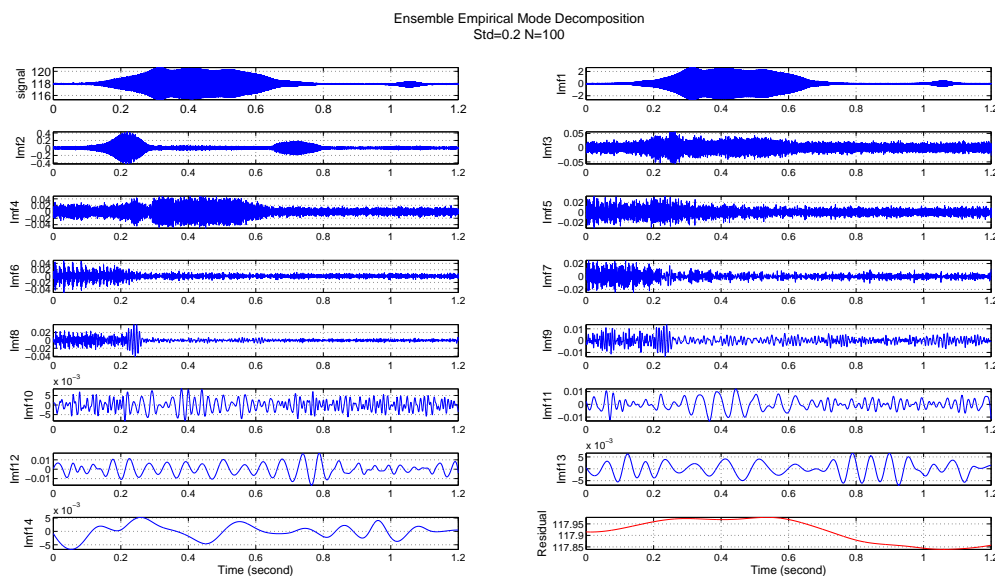 Ensemble Empirical Mode Decomposition
Std=0.2 N=100
signal
120
118
116
0 0.2 0.4 0.6 0.8 1 1.2
Imf1
2
0
−2
0 0.2 0.4 0.6 0.8 1 1.2
Imf2
0.4
0.2
0
−0.2
−0.4
0 0.2 0.4 0.6 0.8 1 1.2
Imf3
0.05
0
−0.05
0 0.2 0.4 0.6 0.8 1 1.2
Imf4
0.04
0.02
0
−0.02
−0.04
0 0.2 0.4 0.6 0.8 1 1.2
Imf5
0.02
0
−0.02
0 0.2 0.4 0.6 0.8 1 1.2
Imf6
0.04
0.02
0
−0.02
−0.04
0 0.2 0.4 0.6 0.8 1 1.2
Imf7
0.02
0
−0.02
0 0.2 0.4 0.6 0.8 1 1.2
Imf8
0.02
0
−0.02
−0.04
0 0.2 0.4 0.6 0.8 1 1.2
Imf9
0.01
0
−0.01
0 0.2 0.4 0.6 0.8 1 1.2
x 10⁻³
Imf10
5
0
−5
0 0.2 0.4 0.6 0.8 1 1.2
Imf11
0.01
0
−0.01
0 0.2 0.4 0.6 0.8 1 1.2
Imf12
0.01
0
−0.01
0 0.2 0.4 0.6 0.8 1 1.2
x 10⁻³
Imf13
5
0
−5
0 0.2 0.4 0.6 0.8 1 1.2
x 10⁻³
Imf14
5
0
−5
0 0.2 0.4 0.6 0.8 1 1.2
Time (second)
Residual
117.95
117.9
117.85
0 0.2 0.4 0.6 0.8 1 1.2
Time (second)